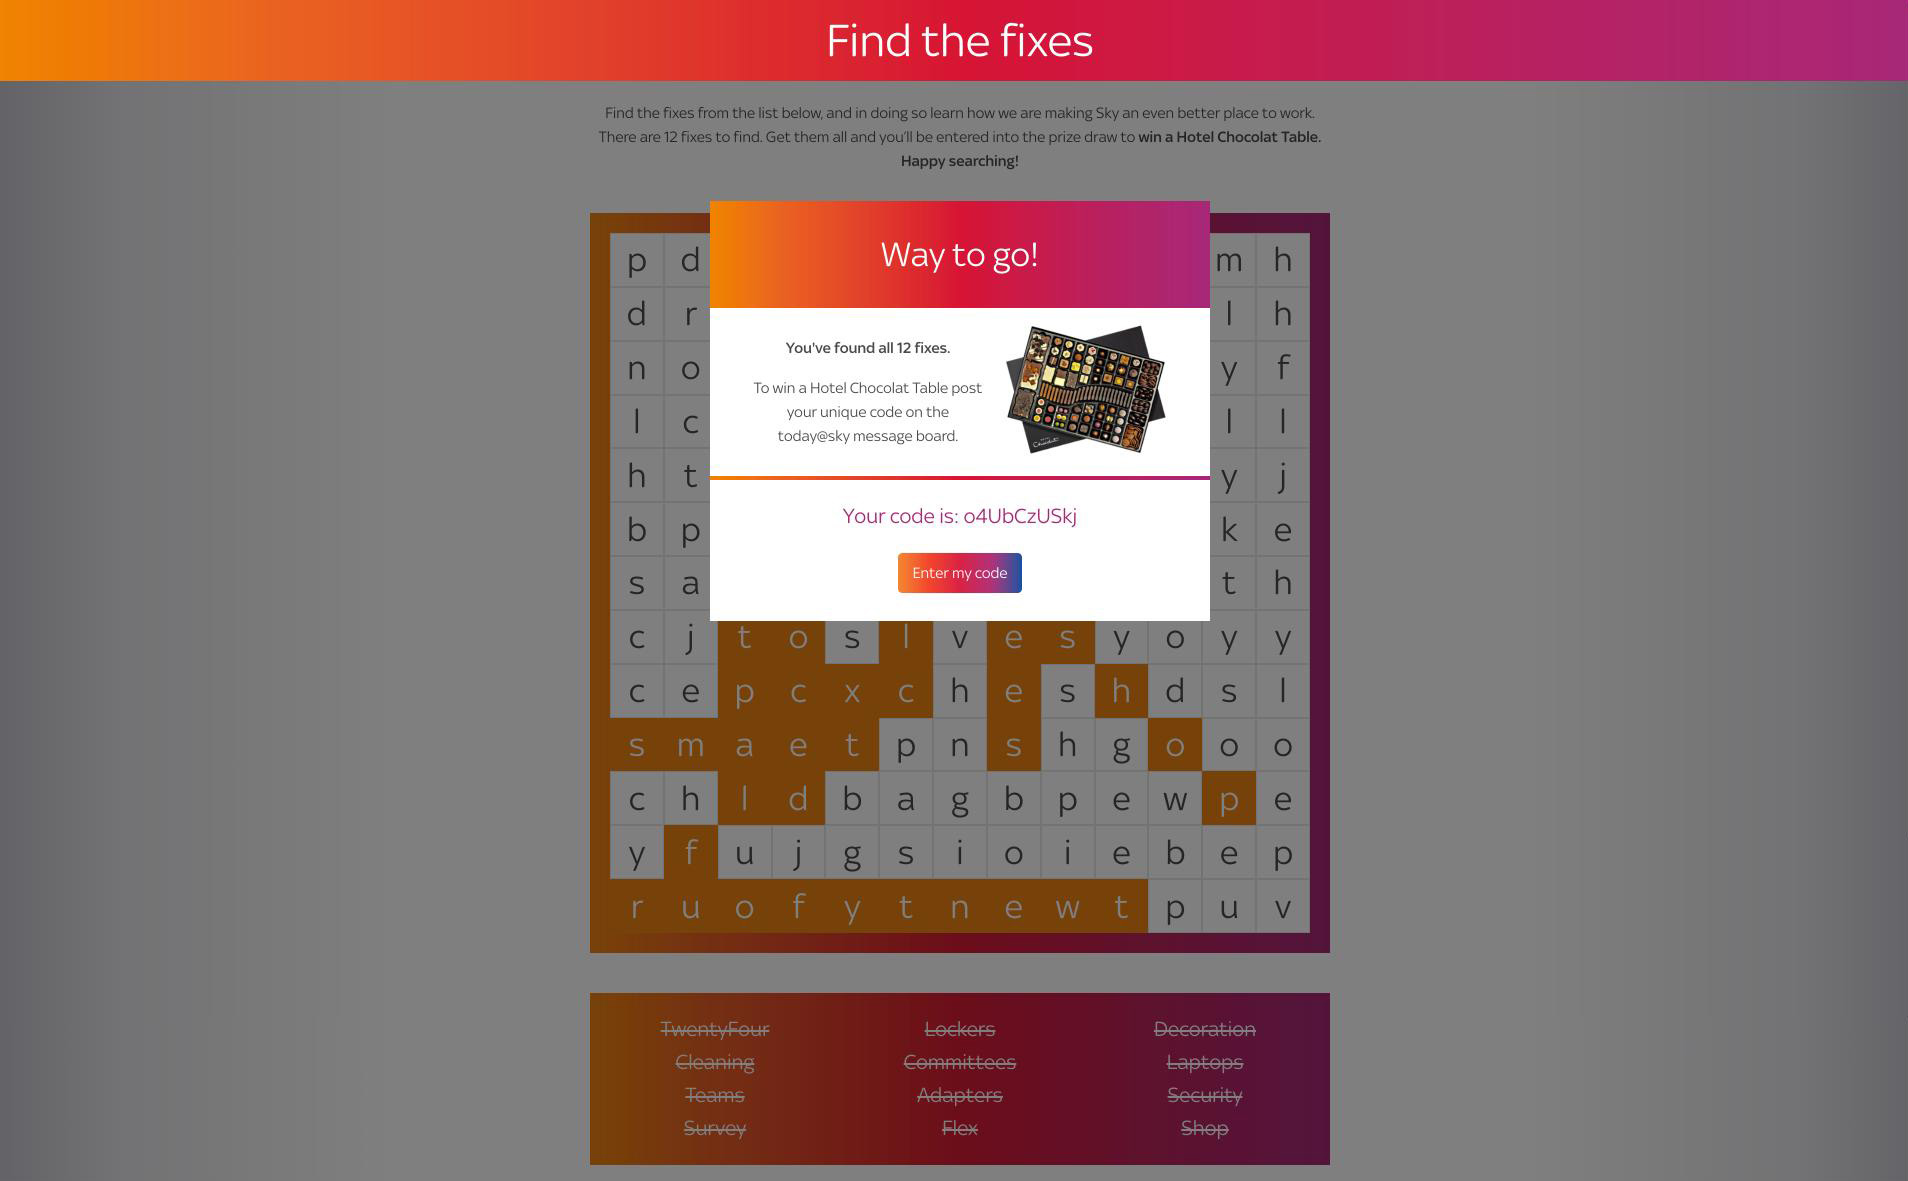 Find the fixes
Find the fixes from the list below, and in doing so learn how we are making Sky an even better place to work.
There are 12 fixes to find. Get them all and you'll be entered into the prize draw to win a Hotel Chocolat Table.
Happy searching!
p d m h
d r l h
n o y f
l c l l
h t y j
b p k e
s a t h
Way to go!
You've found all 12 fixes.
To win a Hotel Chocolat Table post
your unique code on the
today@sky message board.
Your code is: o4UbCzUSkj
Enter my code
c j t o s l v e s y o y y
c e p c x c h e s h d s l
s m a e t p n s h g o o o
c h l d b a g b p e w p e
y f u j g s i o i e b e p
r u o f y t n e w t p u v
TwentyFour Lockers Decoration
Cleaning Committees Laptops
Teams Adapters Security
Survey Flex Shop